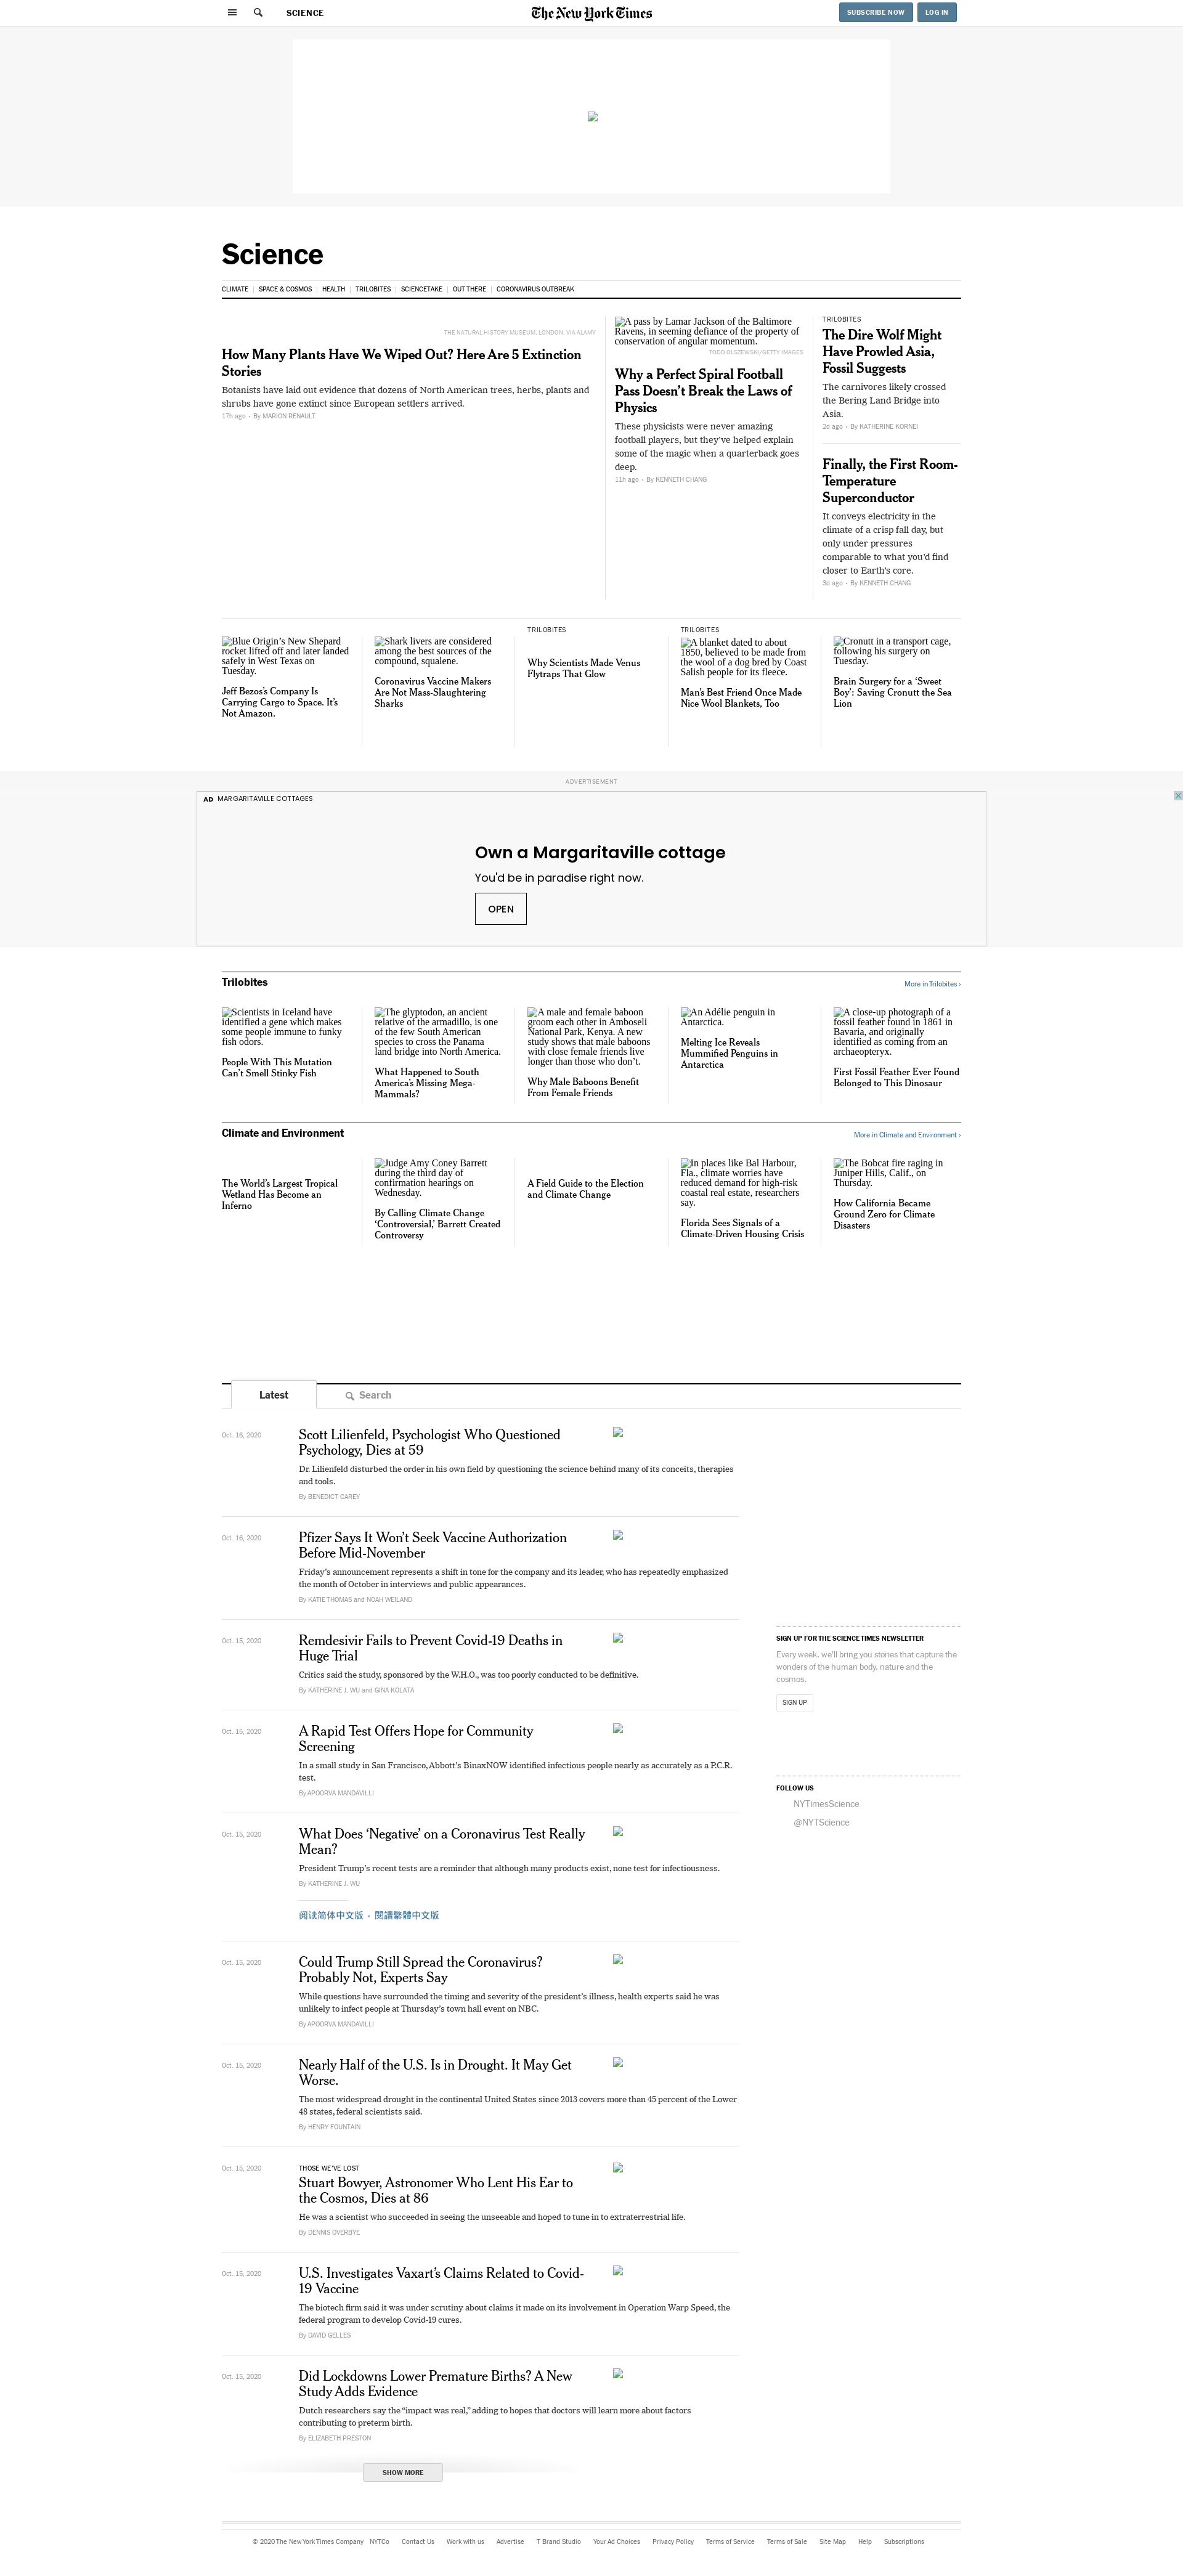 SCIENCE
The New York Times
SUBSCRIBE NOW
LOG IN
Science
CLIMATE
SPACE & COSMOS
HEALTH
TRILOBITES
SCIENCETAKE
OUT THERE
CORONAVIRUS OUTBREAK
THE NATURAL HISTORY MUSEUM, LONDON, VIA ALAMY
How Many Plants Have We Wiped Out? Here Are 5 Extinction
Stories
Botanists have laid out evidence that dozens of North American trees, herbs, plants and
shrubs have gone extinct since European settlers arrived.
17h ago • By MARION RENAULT
A pass by Lamar Jackson of the Baltimore
Ravens, in seeming defiance of the property of
conservation of angular momentum.
TODD OLSZEWSKI/GETTY IMAGES
Why a Perfect Spiral Football
Pass Doesn’t Break the Laws of
Physics
These physicists were never amazing
football players, but they’ve helped explain
some of the magic when a quarterback goes
deep.
11h ago • By KENNETH CHANG
TRILOBITES
The Dire Wolf Might
Have Prowled Asia,
Fossil Suggests
The carnivores likely crossed
the Bering Land Bridge into
Asia.
2d ago • By KATHERINE KORNEI
Finally, the First Room-
Temperature
Superconductor
It conveys electricity in the
climate of a crisp fall day, but
only under pressures
comparable to what you’d find
closer to Earth’s core.
3d ago • By KENNETH CHANG
Blue Origin’s New Shepard
rocket lifted off and later landed
safely in West Texas on
Tuesday.
Jeff Bezos’s Company Is
Carrying Cargo to Space. It’s
Not Amazon.
Shark livers are considered
among the best sources of the
compound, squalene.
Coronavirus Vaccine Makers
Are Not Mass-Slaughtering
Sharks
TRILOBITES
Why Scientists Made Venus
Flytraps That Glow
TRILOBITES
A blanket dated to about
1850, believed to be made from
the wool of a dog bred by Coast
Salish people for its fleece.
Man’s Best Friend Once Made
Nice Wool Blankets, Too
Cronutt in a transport cage,
following his surgery on
Tuesday.
Brain Surgery for a ‘Sweet
Boy’: Saving Cronutt the Sea
Lion
ADVERTISEMENT
AD MARGARITAVILLE COTTAGES
Own a Margaritaville cottage
You'd be in paradise right now.
OPEN
Trilobites
More in Trilobites ›
Scientists in Iceland have
identified a gene which makes
some people immune to funky
fish odors.
People With This Mutation
Can’t Smell Stinky Fish
The glyptodon, an ancient
relative of the armadillo, is one
of the few South American
species to cross the Panama
land bridge into North America.
What Happened to South
America’s Missing Mega-
Mammals?
A male and female baboon
groom each other in Amboseli
National Park, Kenya. A new
study shows that male baboons
with close female friends live
longer than those who don’t.
Why Male Baboons Benefit
From Female Friends
An Adélie penguin in
Antarctica.
Melting Ice Reveals
Mummified Penguins in
Antarctica
A close-up photograph of a
fossil feather found in 1861 in
Bavaria, and originally
identified as coming from an
archaeopteryx.
First Fossil Feather Ever Found
Belonged to This Dinosaur
Climate and Environment
More in Climate and Environment ›
The World’s Largest Tropical
Wetland Has Become an
Inferno
Judge Amy Coney Barrett
during the third day of
confirmation hearings on
Wednesday.
By Calling Climate Change
‘Controversial,’ Barrett Created
Controversy
A Field Guide to the Election
and Climate Change
In places like Bal Harbour,
Fla., climate worries have
reduced demand for high-risk
coastal real estate, researchers
say.
Florida Sees Signals of a
Climate-Driven Housing Crisis
The Bobcat fire raging in
Juniper Hills, Calif., on
Thursday.
How California Became
Ground Zero for Climate
Disasters
Latest
Search
Oct. 16, 2020
Scott Lilienfeld, Psychologist Who Questioned
Psychology, Dies at 59
Dr. Lilienfeld disturbed the order in his own field by questioning the science behind many of its conceits, therapies
and tools.
By BENEDICT CAREY
Oct. 16, 2020
Pfizer Says It Won’t Seek Vaccine Authorization
Before Mid-November
Friday’s announcement represents a shift in tone for the company and its leader, who has repeatedly emphasized
the month of October in interviews and public appearances.
By KATIE THOMAS and NOAH WEILAND
Oct. 15, 2020
Remdesivir Fails to Prevent Covid-19 Deaths in
Huge Trial
Critics said the study, sponsored by the W.H.O., was too poorly conducted to be definitive.
By KATHERINE J. WU and GINA KOLATA
Oct. 15, 2020
A Rapid Test Offers Hope for Community
Screening
In a small study in San Francisco, Abbott’s BinaxNOW identified infectious people nearly as accurately as a P.C.R.
test.
By APOORVA MANDAVILLI
Oct. 15, 2020
What Does ‘Negative’ on a Coronavirus Test Really
Mean?
President Trump’s recent tests are a reminder that although many products exist, none test for infectiousness.
By KATHERINE J. WU
阅读简体中文版 • 閱讀繁體中文版
Oct. 15, 2020
Could Trump Still Spread the Coronavirus?
Probably Not, Experts Say
While questions have surrounded the timing and severity of the president’s illness, health experts said he was
unlikely to infect people at Thursday’s town hall event on NBC.
By APOORVA MANDAVILLI
Oct. 15, 2020
Nearly Half of the U.S. Is in Drought. It May Get
Worse.
The most widespread drought in the continental United States since 2013 covers more than 45 percent of the Lower
48 states, federal scientists said.
By HENRY FOUNTAIN
Oct. 15, 2020
THOSE WE’VE LOST
Stuart Bowyer, Astronomer Who Lent His Ear to
the Cosmos, Dies at 86
He was a scientist who succeeded in seeing the unseeable and hoped to tune in to extraterrestrial life.
By DENNIS OVERBYE
Oct. 15, 2020
U.S. Investigates Vaxart’s Claims Related to Covid-
19 Vaccine
The biotech firm said it was under scrutiny about claims it made on its involvement in Operation Warp Speed, the
federal program to develop Covid-19 cures.
By DAVID GELLES
Oct. 15, 2020
Did Lockdowns Lower Premature Births? A New
Study Adds Evidence
Dutch researchers say the “impact was real,” adding to hopes that doctors will learn more about factors
contributing to preterm birth.
By ELIZABETH PRESTON
SHOW MORE
SIGN UP FOR THE SCIENCE TIMES NEWSLETTER
Every week, we'll bring you stories that capture the
wonders of the human body, nature and the
cosmos.
SIGN UP
FOLLOW US
NYTimesScience
@NYTScience
© 2020 The New York Times Company NYTCo Contact Us Work with us Advertise T Brand Studio Your Ad Choices Privacy Policy Terms of Service Terms of Sale Site Map Help Subscriptions